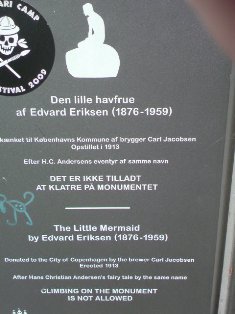 ARI CAMP
STIVAL 2009
Den lille havfrue
af Edvard Eriksen (1876-1959)
kænket til Københavns Kommune af brygger Carl Jacobsen
Opstillet i 1913
Efter H.C. Andersens eventyr af samme navn
DET ER IKKE TILLADT
AT KLATRE PÅ MONUMENTET
The Little Mermaid
by Edvard Eriksen (1876-1959)
Donated to the City of Copenhagen by the brewer Carl Jacobsen
Erected 1913
After Hans Christian Andersen's fairy tale by the same name
CLIMBING ON THE MONUMENT
IS NOT ALLOWED